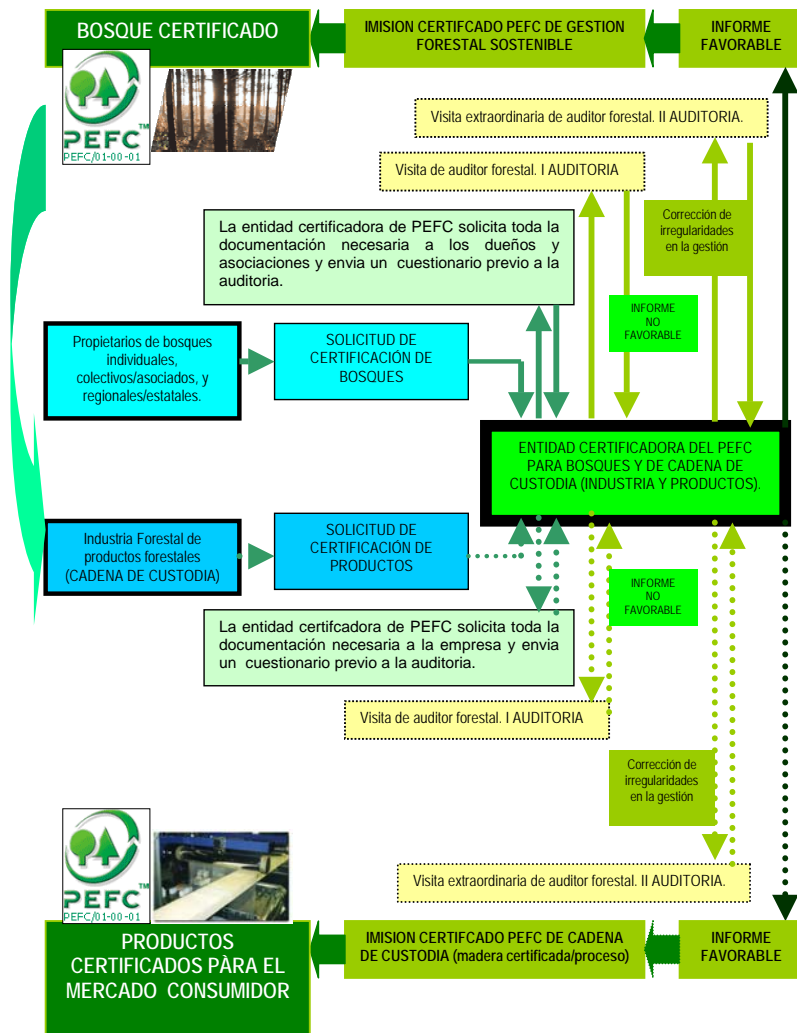 BOSQUE CERTIFICADO
IMISION CERTIFCADO PEFC DE GESTION
FORESTAL SOSTENIBLE
INFORME
FAVORABLE
PEFC™
PEFC/01-00-01
Visita extraordinaria de auditor forestal. II AUDITORIA.
Visita de auditor forestal. I AUDITORIA
La entidad certificadora de PEFC solicita toda la
documentación necesaria a los dueños y
asociaciones y envia un cuestionario previo a la
auditoria.
Corrección de
irregularidades
en la gestión
INFORME
NO
FAVORABLE
Propietarios de bosques
individuales,
colectivos/asociados, y
regionales/estatales.
SOLICITUD DE
CERTIFICACIÓN DE
BOSQUES
ENTIDAD CERTIFICADORA DEL PEFC
PARA BOSQUES Y DE CADENA DE
CUSTODIA (INDUSTRIA Y PRODUCTOS).
Industria Forestal de
productos forestales
(CADENA DE CUSTODIA)
SOLICITUD DE
CERTIFICACIÓN DE
PRODUCTOS
INFORME
NO
FAVORABLE
La entidad certifcadora de PEFC solicita toda la
documentación necesaria a la empresa y envia
un cuestionario previo a la auditoria.
Visita de auditor forestal. I AUDITORIA
Corrección de
irregularidades
en la gestión
Visita extraordinaria de auditor forestal. II AUDITORIA.
PEFC™
PEFC/01-00-01
PRODUCTOS
CERTIFICADOS PÀRA EL
MERCADO CONSUMIDOR
IMISION CERTIFCADO PEFC DE CADENA
DE CUSTODIA (madera certificada/proceso)
INFORME
FAVORABLE